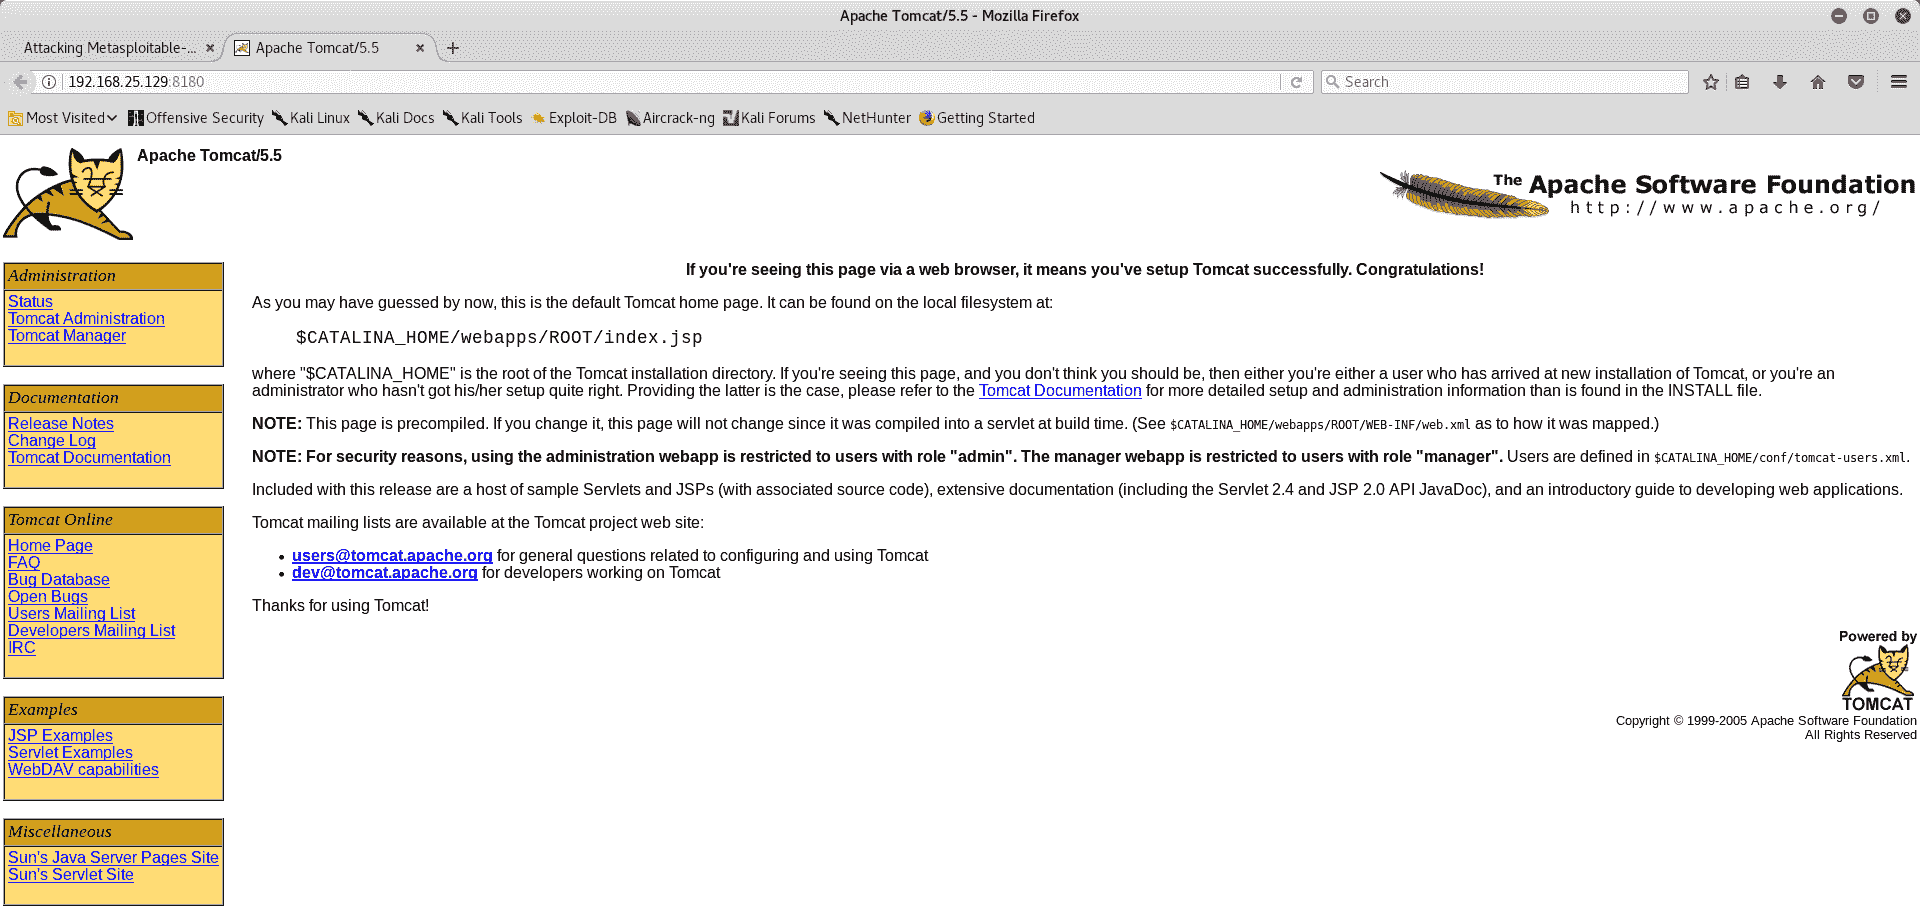 Apache Tomcat/5.5 - Mozilla Firefox
Attacking Metasploitable-...
Apache Tomcat/5.5
192.168.25.129:8180
Search
Most Visited
Offensive Security
Kali Linux
Kali Docs
Kali Tools
Exploit-DB
Aircrack-ng
Kali Forums
NetHunter
Getting Started
Apache Tomcat/5.5
The Apache Software Foundation
http://www.apache.org/
Administration
Status
Tomcat Administration
Tomcat Manager
Documentation
Release Notes
Change Log
Tomcat Documentation
Tomcat Online
Home Page
FAQ
Bug Database
Open Bugs
Users Mailing List
Developers Mailing List
IRC
Examples
JSP Examples
Servlet Examples
WebDAV capabilities
Miscellaneous
Sun's Java Server Pages Site
Sun's Servlet Site
If you're seeing this page via a web browser, it means you've setup Tomcat successfully. Congratulations!
As you may have guessed by now, this is the default Tomcat home page. It can be found on the local filesystem at:
$CATALINA_HOME/webapps/ROOT/index.jsp
where "$CATALINA_HOME" is the root of the Tomcat installation directory. If you're seeing this page, and you don't think you should be, then either you're either a user who has arrived at new installation of Tomcat, or you're an
administrator who hasn't got his/her setup quite right. Providing the latter is the case, please refer to the Tomcat Documentation for more detailed setup and administration information than is found in the INSTALL file.
NOTE: This page is precompiled. If you change it, this page will not change since it was compiled into a servlet at build time. (See $CATALINA_HOME/webapps/ROOT/WEB-INF/web.xml as to how it was mapped.)
NOTE: For security reasons, using the administration webapp is restricted to users with role "admin". The manager webapp is restricted to users with role "manager". Users are defined in $CATALINA_HOME/conf/tomcat-users.xml.
Included with this release are a host of sample Servlets and JSPs (with associated source code), extensive documentation (including the Servlet 2.4 and JSP 2.0 API JavaDoc), and an introductory guide to developing web applications.
Tomcat mailing lists are available at the Tomcat project web site:
• users@tomcat.apache.org for general questions related to configuring and using Tomcat
• dev@tomcat.apache.org for developers working on Tomcat
Thanks for using Tomcat!
Powered by
TOMCAT
Copyright © 1999-2005 Apache Software Foundation
All Rights Reserved